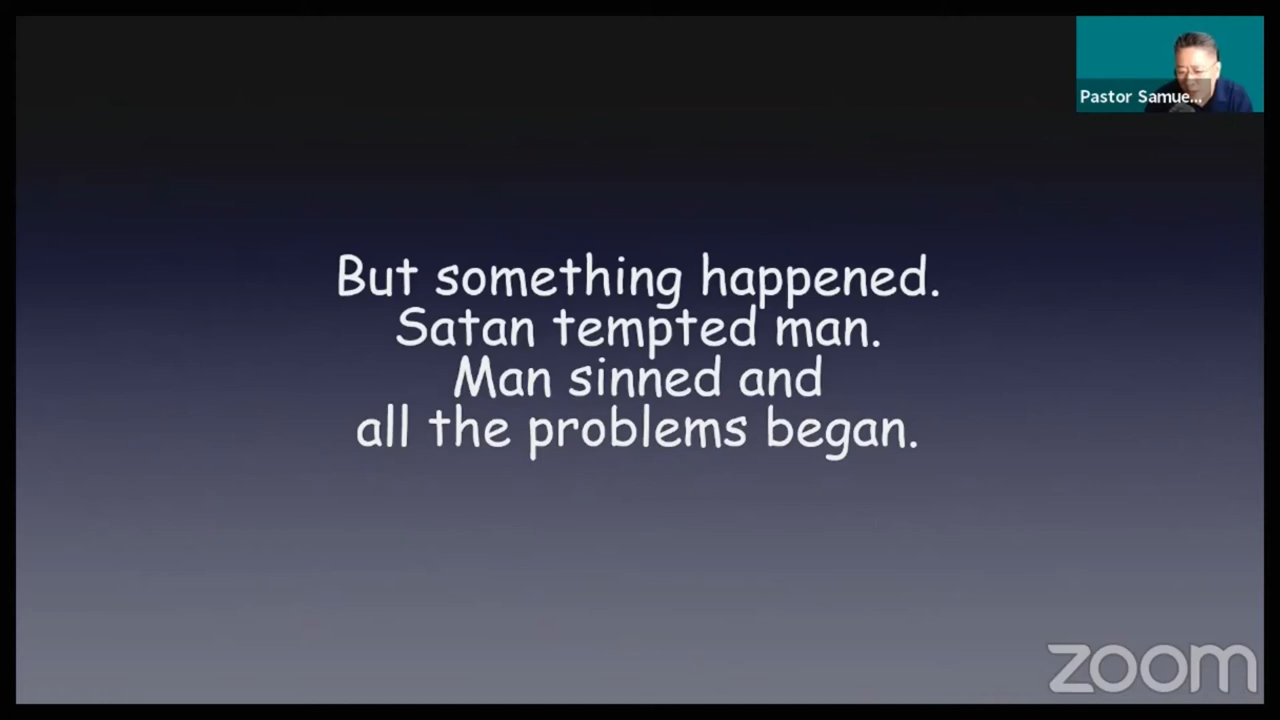 Pastor Samue...
But something happened.
Satan tempted man.
Man sinned and
all the problems began.
zoom